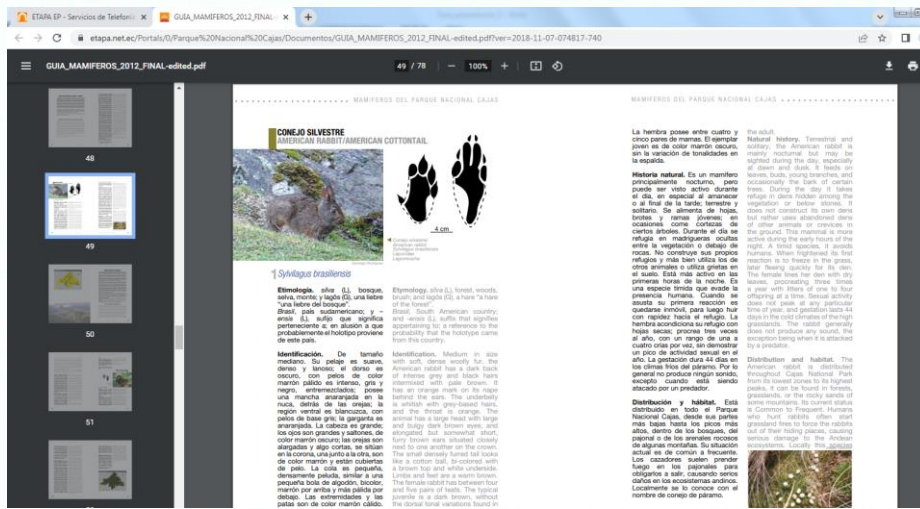 ETAPA EP - Servicios de Telefonía
GUIA_MAMIFEROS_2012_FINAL-
etapa.net.ec/Portals/0/Parque%20Nacional%20Cajas/Documentos/GUIA_MAMIFEROS_2012_FINAL-edited.pdf?ver=2018-11-07-074817-740
GUIA_MAMIFEROS_2012_FINAL-edited.pdf
49 / 78
100%
48
49
50
51
MAMIFEROS DEL PARQUE NACIONAL CAJAS
CONEJO SILVESTRE
AMERICAN RABBIT/AMERICAN COTTONTAIL
4 cm
Conejo silvestre
American rabbit
Sylvilagus brasiliensis
Leporidae
Lagomorpha
1 Sylvilagus brasiliensis
Etimología. silva (L), bosque,
selva, monte; y lagós (G), una liebre
"una liebre del bosque".
Brasil, país sudamericano; y –
ensis (L), sufijo que significa
perteneciente a; en alusión a que
probablemente el holotipo proviene
de este país.
Identificación. De tamaño
mediano. Su pelaje es suave,
denso y lanoso; el dorso es
oscuro, con pelos de color
marrón pálido es intenso, gris y
negro, entremezclados; posee
una mancha anaranjada en la
nuca, detrás de las orejas; la
región ventral es blancuzca, con
pelos de base gris; la garganta es
anaranjada. La cabeza es grande;
los ojos son grandes y saltones, de
color marrón oscuro; las orejas son
alargadas y algo cortas, se sitúan
en la corona, una junto a la otra, son
de color marrón y están cubiertas
de pelo. La cola es pequeña,
densamente peluda, similar a una
pequeña bola de algodón, bicolor,
marrón por arriba y más pálida por
debajo. Las extremidades y las
patas son de color marrón cálido.
Etymology. silva (L), forest, woods,
brush; and lagós (G), a hare "a hare
of the forest".
Brasil, South American country;
and -ensis (L), suffix that signifies
appertaining to; a reference to the
probability that the holotype came
from this country.
Identification. Medium in size
with soft, dense woolly fur, the
American rabbit has a dark back
of intense grey and black hairs
intermixed with pale brown. It
has an orange mark on its nape
behind the ears. The underbelly
is whitish with grey-based hairs,
and the throat is orange. The
animal has a large head with large
and bulgy dark brown eyes, and
elongated but somewhat short,
furry brown ears situated closely
next to one another on the crown.
The small densely furred tail looks
like a cotton ball, bi-colored with
a brown top and white underside.
Limbs and feet are a warm brown.
The female rabbit has between four
and five pairs of teats. The typical
juvenile is a dark brown, without
the dorsal tonal variations found in
MAMIFEROS DEL PARQUE NACIONAL CAJAS
La hembra posee entre cuatro y
cinco pares de mamas. El ejemplar
joven es de color marrón oscuro,
sin la variación de tonalidades en
la espalda.
Historia natural. Es un mamífero
principalmente nocturno, pero
puede ser visto activo durante
el día, en especial al amanecer
o al final de la tarde; terrestre y
solitario. Se alimenta de hojas,
brotes y ramas jóvenes; en
ocasiones come cortezas de
ciertos árboles. Durante el día se
refugia en madrigueras ocultas
entre la vegetación o debajo de
rocas. No construye sus propios
refugios y más bien utiliza los de
otros animales o utiliza grietas en
el suelo. Está más activo en las
primeras horas de la noche. Es
una especie tímida que evade la
presencia humana. Cuando se
asusta su primera reacción es
quedarse inmóvil, para luego huir
con rapidez hacia el refugio. La
hembra acondiciona su refugio con
hojas secas; procrea tres veces
al año, con un rango de una a
cuatro crías por vez, sin demostrar
un pico de actividad sexual en el
año. La gestación dura 44 días en
los climas fríos del páramo. Por lo
general no produce ningún sonido,
excepto cuando está siendo
atacado por un predador.
Distribución y hábitat. Está
distribuido en todo el Parque
Nacional Cajas, desde sus partes
más bajas hasta los picos más
altos, dentro de los bosques, del
pajonal o de los arenales rocosos
de algunas montañas. Su situación
actual es de común a frecuente.
Los cazadores suelen prender
fuego en los pajonales para
obligarlos a salir, causando serios
daños en los ecosistemas andinos.
Localmente se lo conoce con el
nombre de conejo de páramo.
the adult.
Natural history. Terrestrial and
solitary, the American rabbit is
mainly nocturnal but may be
sighted during the day, especially
at dawn and dusk. It feeds on
leaves, buds, young branches, and
occasionally the bark of certain
trees. During the day it takes
refuge in dens hidden among the
vegetation or below stones. It
does not construct its own dens
but rather uses abandoned dens
of other animals or crevices in
the ground. This mammal is more
active during the early hours of the
night. A timid species, it avoids
humans. When frightened its first
reaction is to freeze in the grass,
later fleeing quickly for its den.
The female lines her den with dry
leaves, procreating three times
a year with litters of one to four
offspring at a time. Sexual activity
does not peak at any particular
time of year, and gestation lasts 44
days in the cold climates of the high
grasslands. The rabbit generally
does not produce any sound, the
exception being when it is attacked
by a predator.
Distribution and habitat. The
American rabbit is distributed
throughout Cajas National Park
from its lowest zones to its highest
peaks, it can be found in forests,
grasslands, or the rocky sands of
some mountains. Its current status
is Common to Frequent. Humans
who hunt rabbits often start
grassland fires to force the rabbits
out of their hiding places, causing
serious damage to the Andean
ecosystems. Locally this species